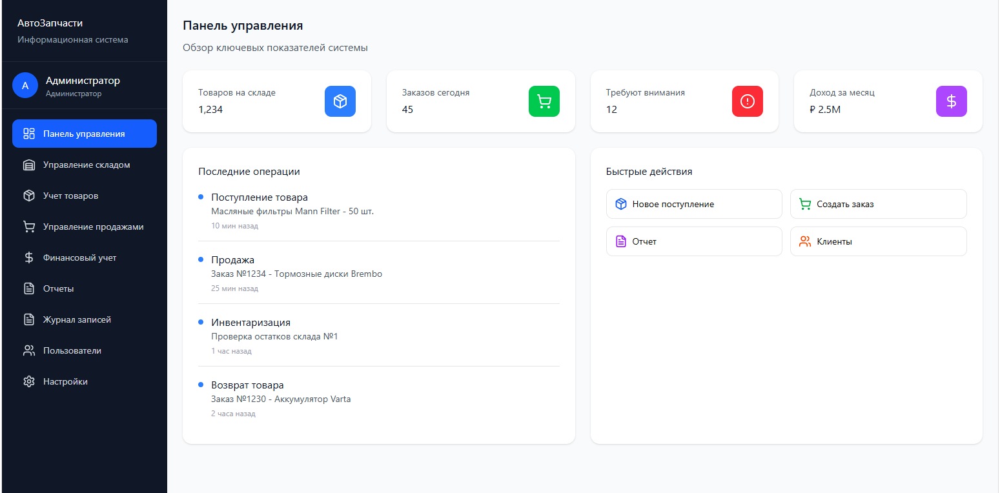 АвтоЗапчасти
Информационная система
А
Администратор
Администратор
Панель управления
Управление складом
Учет товаров
Управление продажами
Финансовый учет
Отчеты
Журнал записей
Пользователи
Настройки
Панель управления
Обзор ключевых показателей системы
Товаров на складе
1,234
Заказов сегодня
45
Требуют внимания
12
Доход за месяц
₽ 2.5M
Последние операции
Поступление товара
Масляные фильтры Mann Filter - 50 шт.
10 мин назад
Продажа
Заказ №1234 - Тормозные диски Brembo
25 мин назад
Инвентаризация
Проверка остатков склада №1
1 час назад
Возврат товара
Заказ №1230 - Аккумулятор Varta
2 часа назад
Быстрые действия
Новое поступление
Создать заказ
Отчет
Клиенты